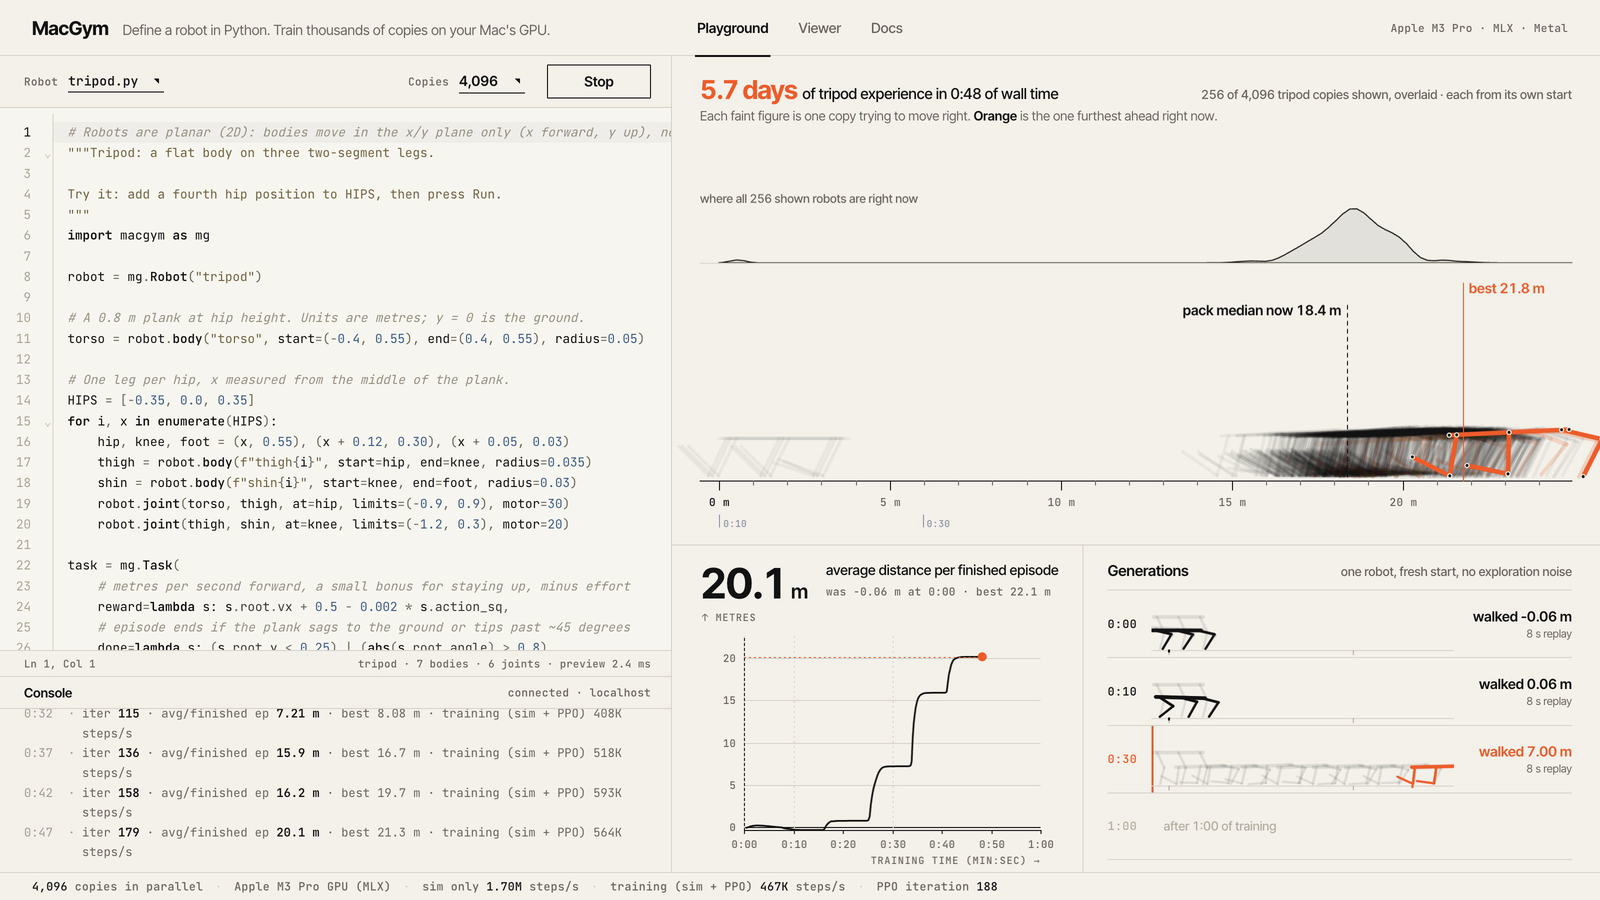 MacGym Define a robot in Python. Train thousands of copies on your Mac's GPU.
Playground Viewer Docs
Apple M3 Pro · MLX · Metal
Robot tripod.py
Copies 4,096
Stop
1 # Robots are planar (2D): bodies move in the x/y plane only (x forward, y up),
2 """Tripod: a flat body on three two-segment legs.
3
4 Try it: add a fourth hip position to HIPS, then press Run.
5 """
6 import macgym as mg
7
8 robot = mg.Robot("tripod")
9
10 # A 0.8 m plank at hip height. Units are metres; y = 0 is the ground.
11 torso = robot.body("torso", start=(-0.4, 0.55), end=(0.4, 0.55), radius=0.05)
12
13 # One leg per hip, x measured from the middle of the plank.
14 HIPS = [-0.35, 0.0, 0.35]
15 for i, x in enumerate(HIPS):
16 hip, knee, foot = (x, 0.55), (x + 0.12, 0.30), (x + 0.05, 0.03)
17 thigh = robot.body(f"thigh{i}", start=hip, end=knee, radius=0.035)
18 shin = robot.body(f"shin{i}", start=knee, end=foot, radius=0.03)
19 robot.joint(torso, thigh, at=hip, limits=(-0.9, 0.9), motor=30)
20 robot.joint(thigh, shin, at=knee, limits=(-1.2, 0.3), motor=20)
21
22 task = mg.Task(
23 # metres per second forward, a small bonus for staying up, minus effort
24 reward=lambda s: s.root.vx + 0.5 - 0.002 * s.action_sq,
25 # episode ends if the plank sags to the ground or tips past ~45 degrees
26 done=lambda s: (s.root.y < 0.25) | (abs(s.root.angle) > 0.8)
Ln 1, Col 1
tripod · 7 bodies · 6 joints · preview 2.4 ms
Console
connected · localhost
0:32 · iter 115 · avg/finished ep 7.21 m · best 8.08 m · training (sim + PPO) 408K
steps/s
0:37 · iter 136 · avg/finished ep 15.9 m · best 16.7 m · training (sim + PPO) 518K
steps/s
0:42 · iter 158 · avg/finished ep 16.2 m · best 19.7 m · training (sim + PPO) 593K
steps/s
0:47 · iter 179 · avg/finished ep 20.1 m · best 21.3 m · training (sim + PPO) 564K
steps/s
5.7 days of tripod experience in 0:48 of wall time
256 of 4,096 tripod copies shown, overlaid · each from its own start
Each faint figure is one copy trying to move right. Orange is the one furthest ahead right now.
where all 256 shown robots are right now
best 21.8 m
pack median now 18.4 m
0 m 5 m 10 m 15 m 20 m
0:10 0:30
20.1 m average distance per finished episode
was -0.06 m at 0:00 · best 22.1 m
↑ METRES
20
15
10
5
0
0:00 0:10 0:20 0:30 0:40 0:50 1:00
TRAINING TIME (MIN:SEC) →
Generations
one robot, fresh start, no exploration noise
0:00 walked -0.06 m
8 s replay
0:10 walked 0.06 m
8 s replay
0:30 walked 7.00 m
8 s replay
1:00 after 1:00 of training
4,096 copies in parallel · Apple M3 Pro GPU (MLX) · sim only 1.70M steps/s · training (sim + PPO) 467K steps/s · PPO iteration 188